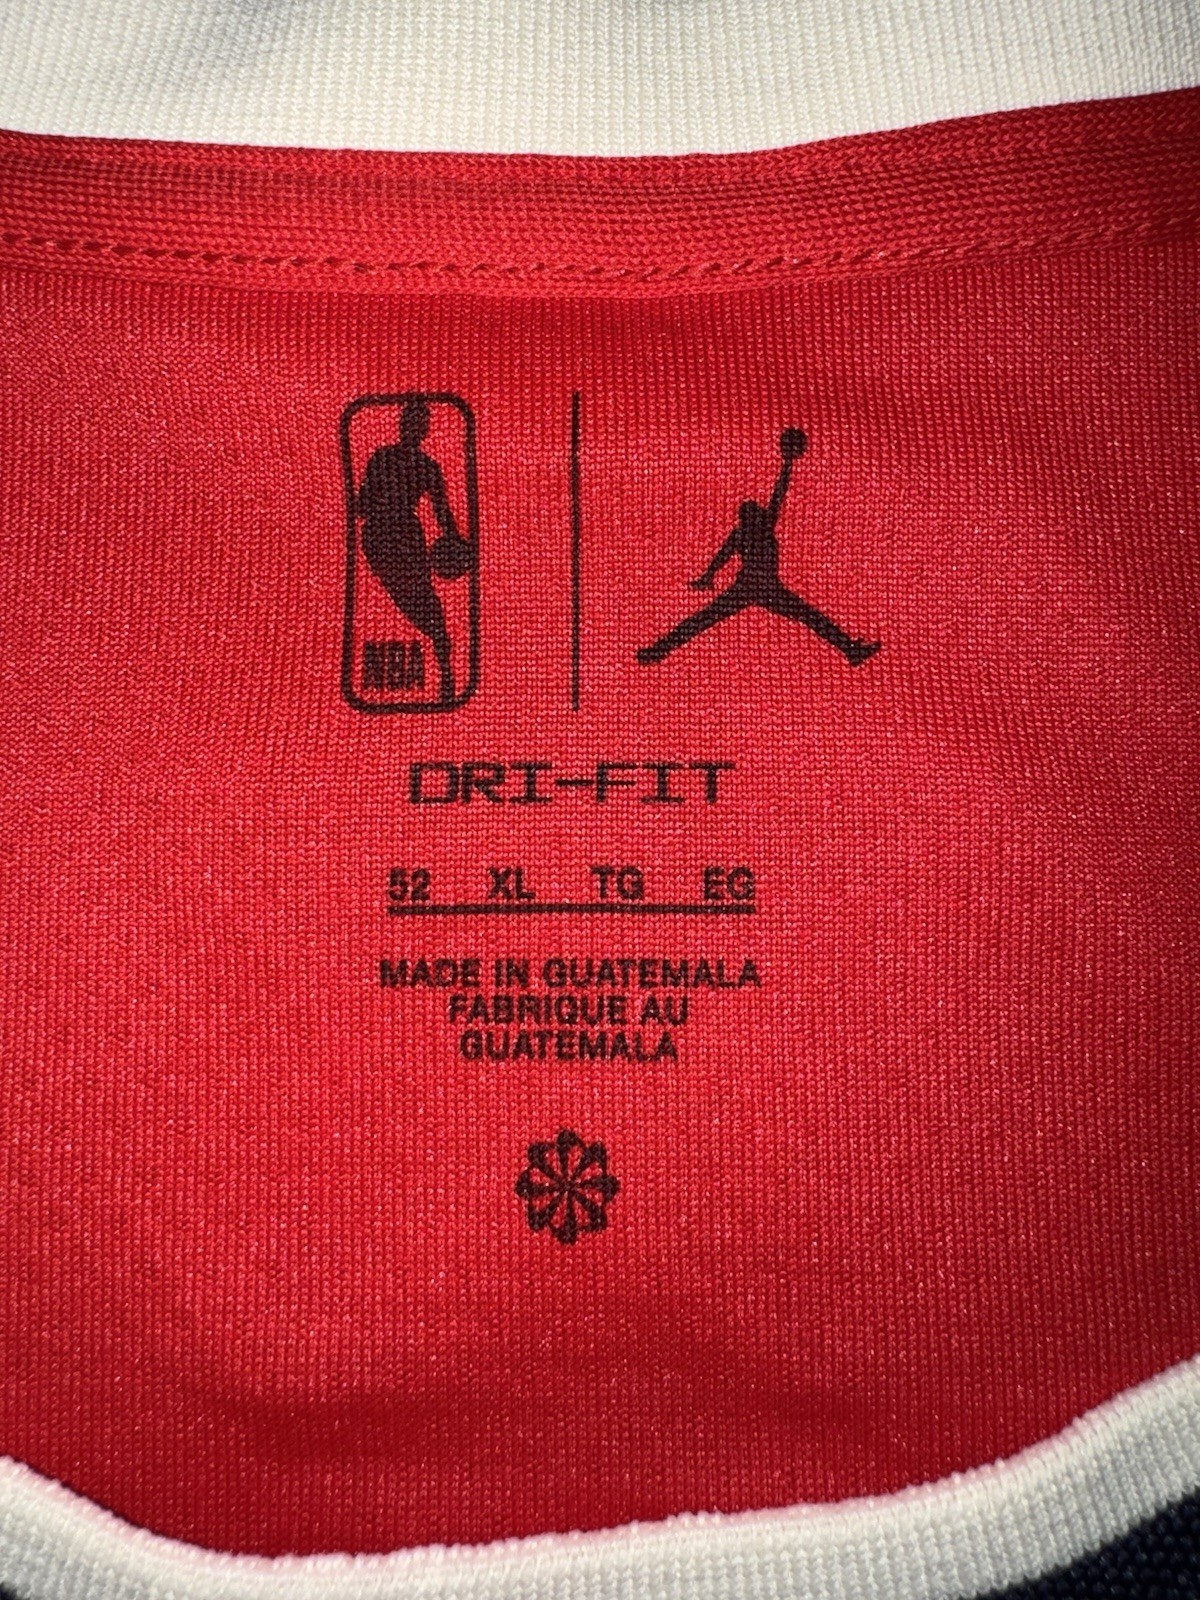 NBA
DRI-FIT
52 XL TG EG
MADE IN GUATEMALA
FABRIQUE AU
GUATEMALA